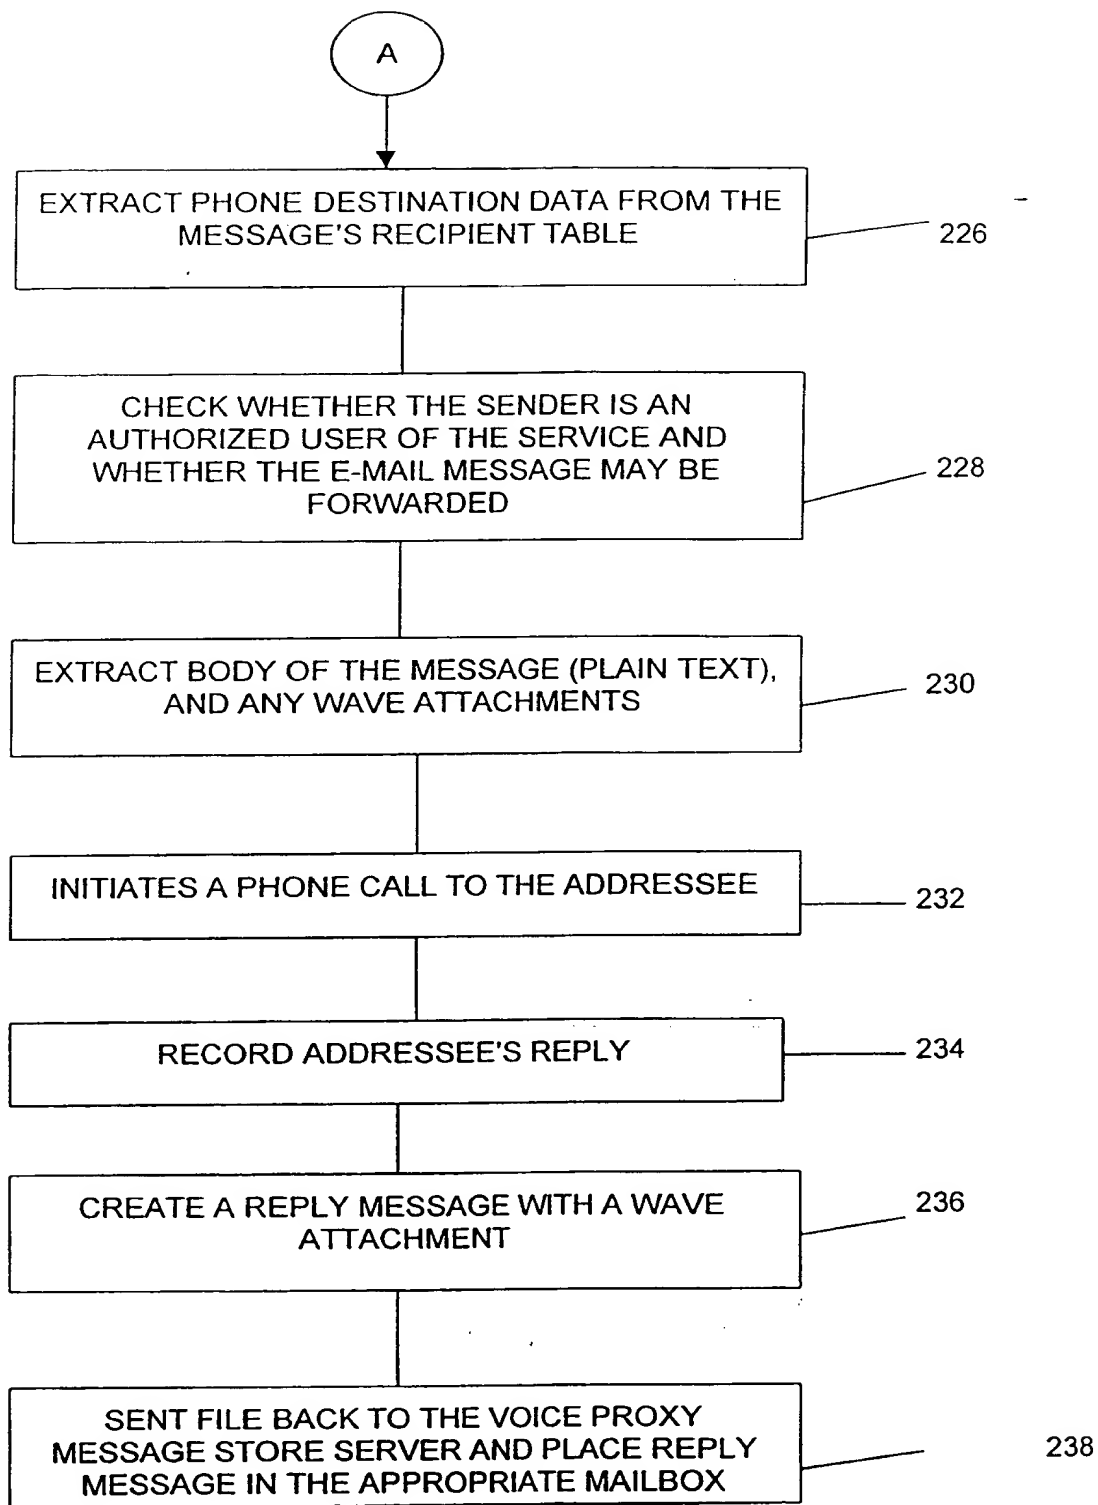 A
EXTRACT PHONE DESTINATION DATA FROM THE
MESSAGE'S RECIPIENT TABLE
226
CHECK WHETHER THE SENDER IS AN
AUTHORIZED USER OF THE SERVICE AND
WHETHER THE E-MAIL MESSAGE MAY BE
FORWARDED
228
EXTRACT BODY OF THE MESSAGE (PLAIN TEXT),
AND ANY WAVE ATTACHMENTS
230
INITIATES A PHONE CALL TO THE ADDRESSEE
232
RECORD ADDRESSEE'S REPLY
234
CREATE A REPLY MESSAGE WITH A WAVE
ATTACHMENT
236
SENT FILE BACK TO THE VOICE PROXY
MESSAGE STORE SERVER AND PLACE REPLY
MESSAGE IN THE APPROPRIATE MAILBOX
238